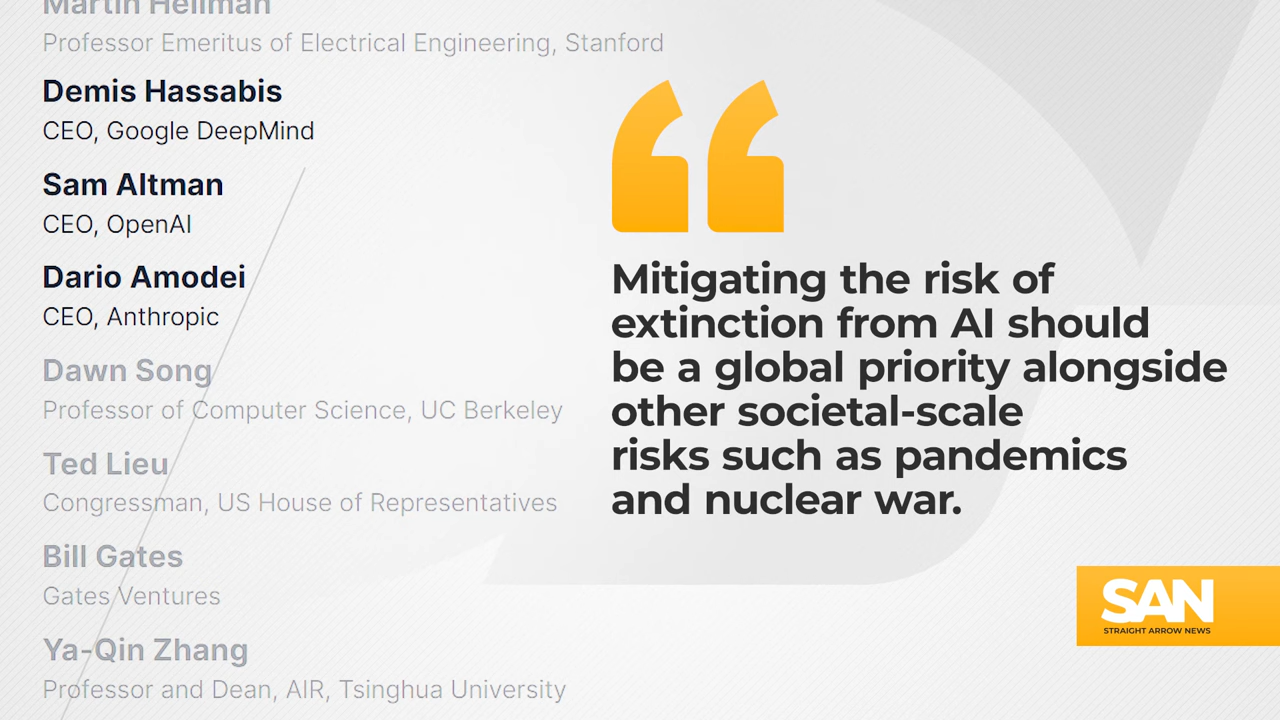 Martin Hellman
Professor Emeritus of Electrical Engineering, Stanford
Demis Hassabis
CEO, Google DeepMind
Sam Altman
CEO, OpenAI
Dario Amodei
CEO, Anthropic
Dawn Song
Professor of Computer Science, UC Berkeley
Ted Lieu
Congressman, US House of Representatives
Bill Gates
Gates Ventures
Ya-Qin Zhang
Professor and Dean, AIR, Tsinghua University
“
Mitigating the risk of
extinction from AI should
be a global priority alongside
other societal-scale
risks such as pandemics
and nuclear war.
SAN
STRAIGHT ARROW NEWS